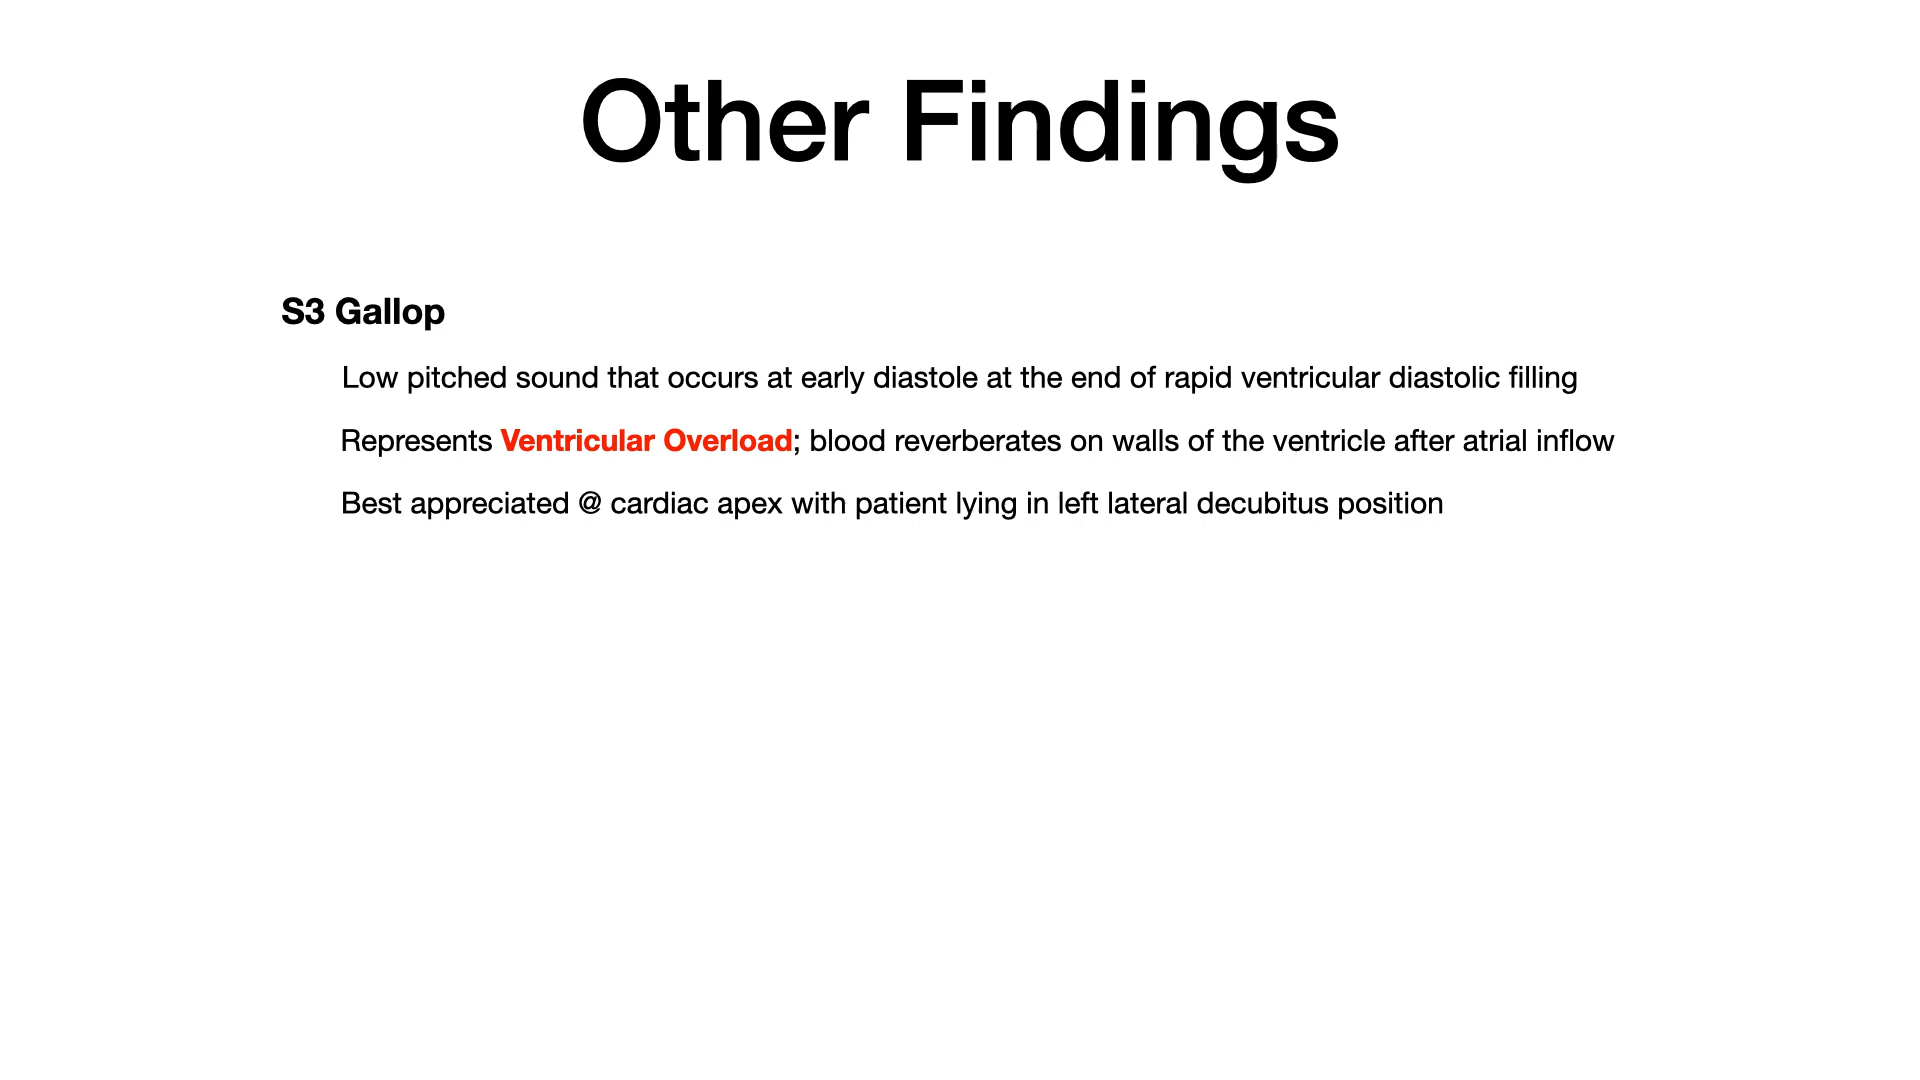 Other Findings
S3 Gallop
Low pitched sound that occurs at early diastole at the end of rapid ventricular diastolic filling
Represents Ventricular Overload; blood reverberates on walls of the ventricle after atrial inflow
Best appreciated @ cardiac apex with patient lying in left lateral decubitus position